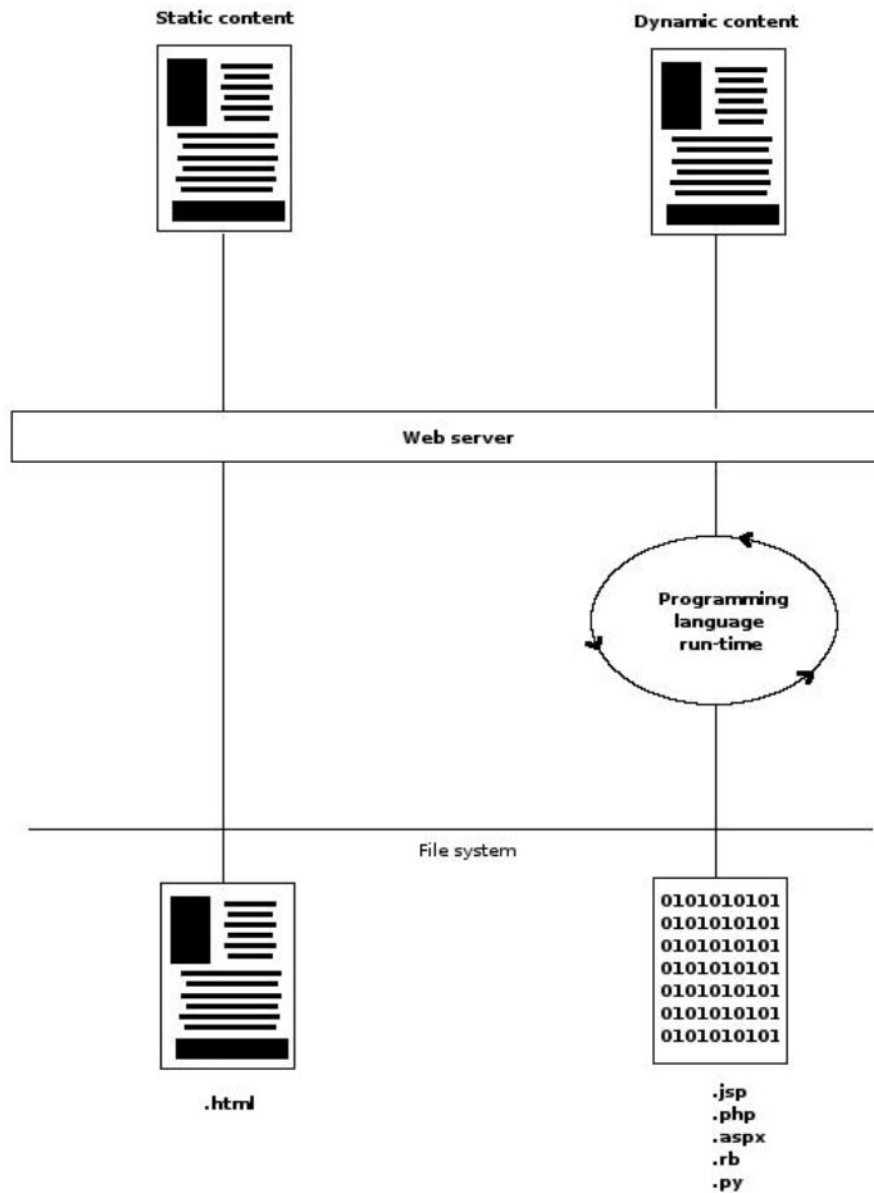 Static content
Dynamic content
Web server
Programming
language
run-time
File system
0101010101
0101010101
0101010101
0101010101
0101010101
0101010101
0101010101
.html
.jsp
.php
.aspx
.rb
.py